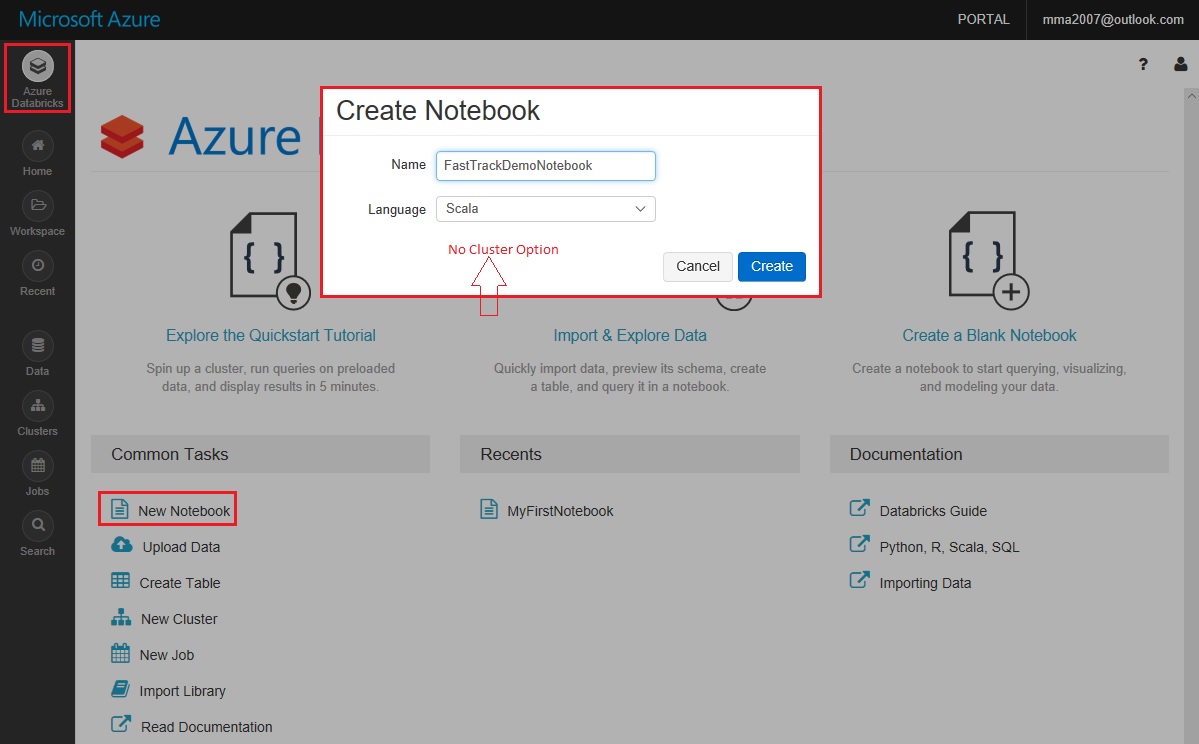 Microsoft Azure
PORTAL
mma2007@outlook.com
Azure
Databricks
Home
Workspace
Recent
Data
Clusters
Jobs
Search
?
Azure
Create Notebook
Name
FastTrackDemoNotebook
Language
Scala
No Cluster Option
Cancel
Create
{ }
{ }
Explore the Quickstart Tutorial
Spin up a cluster, run queries on preloaded
data, and display results in 5 minutes.
Import & Explore Data
Quickly import data, preview its schema, create
a table, and query it in a notebook.
Create a Blank Notebook
Create a notebook to start querying, visualizing,
and modeling your data.
Common Tasks
New Notebook
Upload Data
Create Table
New Cluster
New Job
Import Library
Read Documentation
Recents
MyFirstNotebook
Documentation
Databricks Guide
Python, R, Scala, SQL
Importing Data